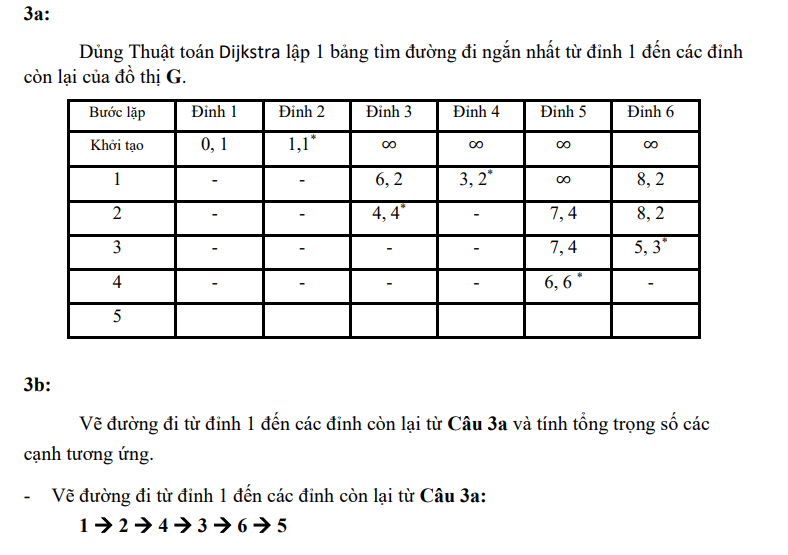 3a:
Dủng Thuật toán Dijkstra lập 1 bảng tìm đường đi ngắn nhất từ đỉnh 1 đến các đỉnh
còn lại của đồ thị G.
Bước lặp Đỉnh 1 Đỉnh 2 Đỉnh 3 Đỉnh 4 Đỉnh 5 Đỉnh 6
Khởi tạo 0, 1 1,1* ∞ ∞ ∞ ∞
1 - - 6, 2 3, 2* ∞ 8, 2
2 - - 4, 4* - 7, 4 8, 2
3 - - - - 7, 4 5, 3*
4 - - - - 6, 6 * -
5
3b:
Vẽ đường đi từ đỉnh 1 đến các đỉnh còn lại từ Câu 3a và tính tổng trọng số các
cạnh tương ứng.
- Vẽ đường đi từ đỉnh 1 đến các đỉnh còn lại từ Câu 3a:
1 → 2 → 4 → 3 → 6 → 5